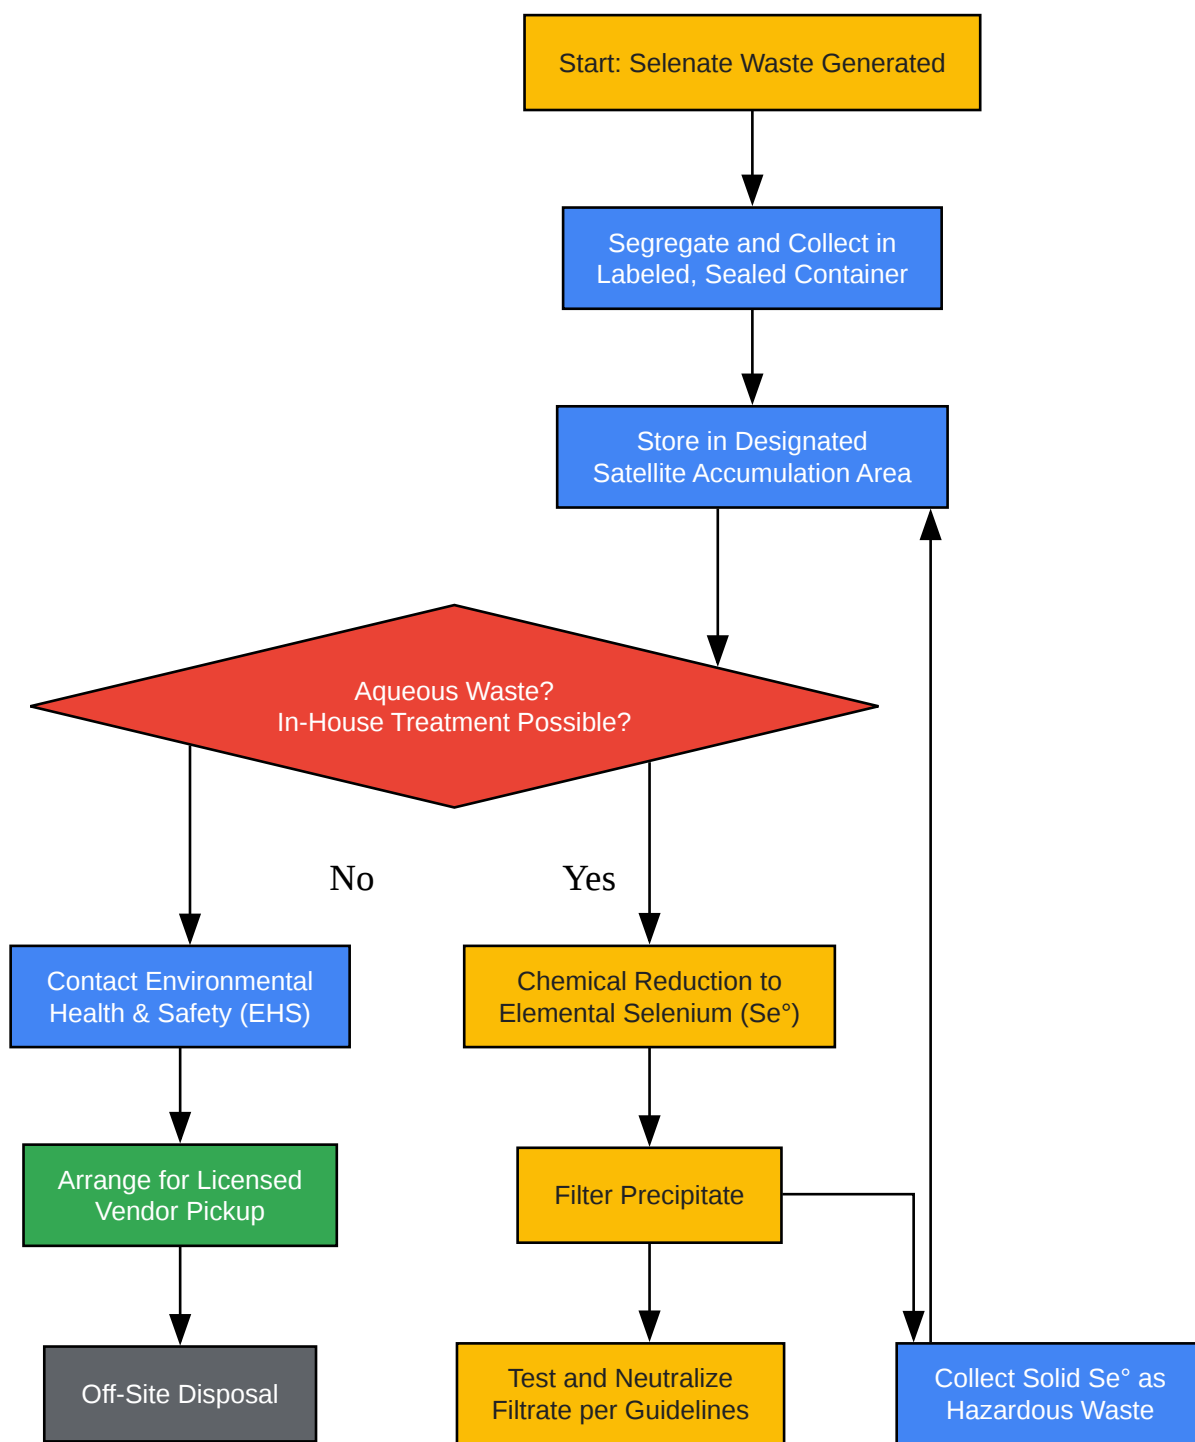 Start: Selenate Waste Generated
Segregate and Collect in
Labeled, Sealed Container
Store in Designated
Satellite Accumulation Area
Aqueous Waste?
In-House Treatment Possible?
No
Yes
Contact Environmental
Health & Safety (EHS)
Chemical Reduction to
Elemental Selenium (Se°)
Arrange for Licensed
Vendor Pickup
Filter Precipitate
Off-Site Disposal
Test and Neutralize
Filtrate per Guidelines
Collect Solid Se° as
Hazardous Waste